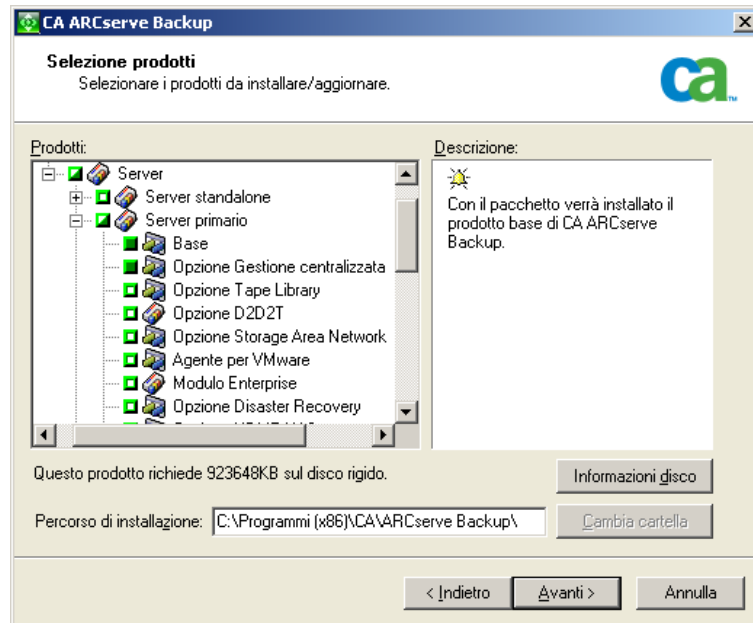 CA ARCserve Backup
Selezione prodotti
Selezionare i prodotti da installare/aggiornare.
ca
Prodotti:
Server
Server standalone
Server primario
Base
Opzione Gestione centralizzata
Opzione Tape Library
Opzione D2D2T
Opzione Storage Area Network
Agente per VMware
Modulo Enterprise
Opzione Disaster Recovery
Descrizione:
Con il pacchetto verrà installato il
prodotto base di CA ARCserve
Backup.
Questo prodotto richiede 923648KB sul disco rigido.
Informazioni disco
Percorso di installazione: C:\Programmi (x86)\CA\ARCserve Backup\
Cambia cartella
< Indietro
Avanti >
Annulla